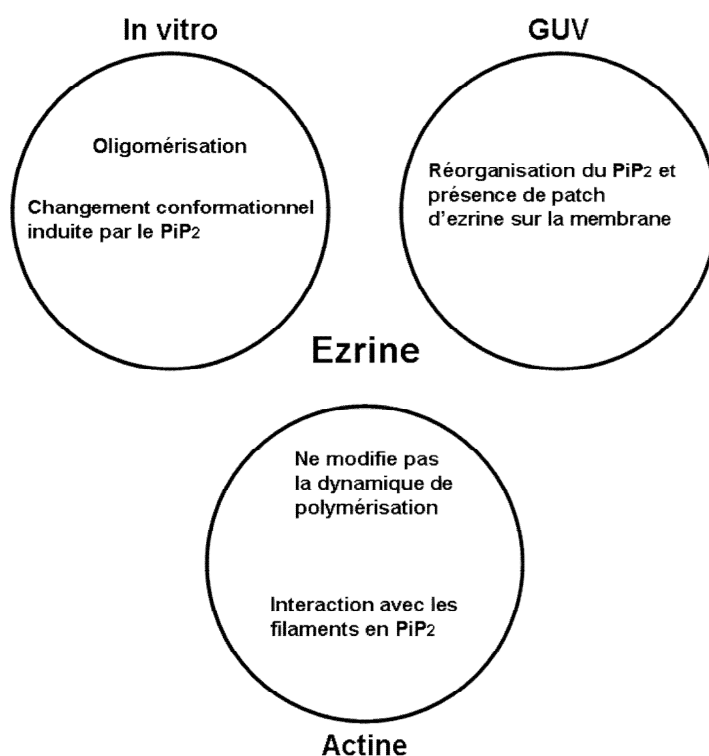 In vitro
GUV
Oligomérisation
Changement conformationnel
induite par le PiP2
Réorganisation du PiP2 et
présence de patch
d'ezrine sur la membrane
Ezrine
Ne modifie pas
la dynamique de
polymérisation
Interaction avec les
filaments en PiP2
Actine